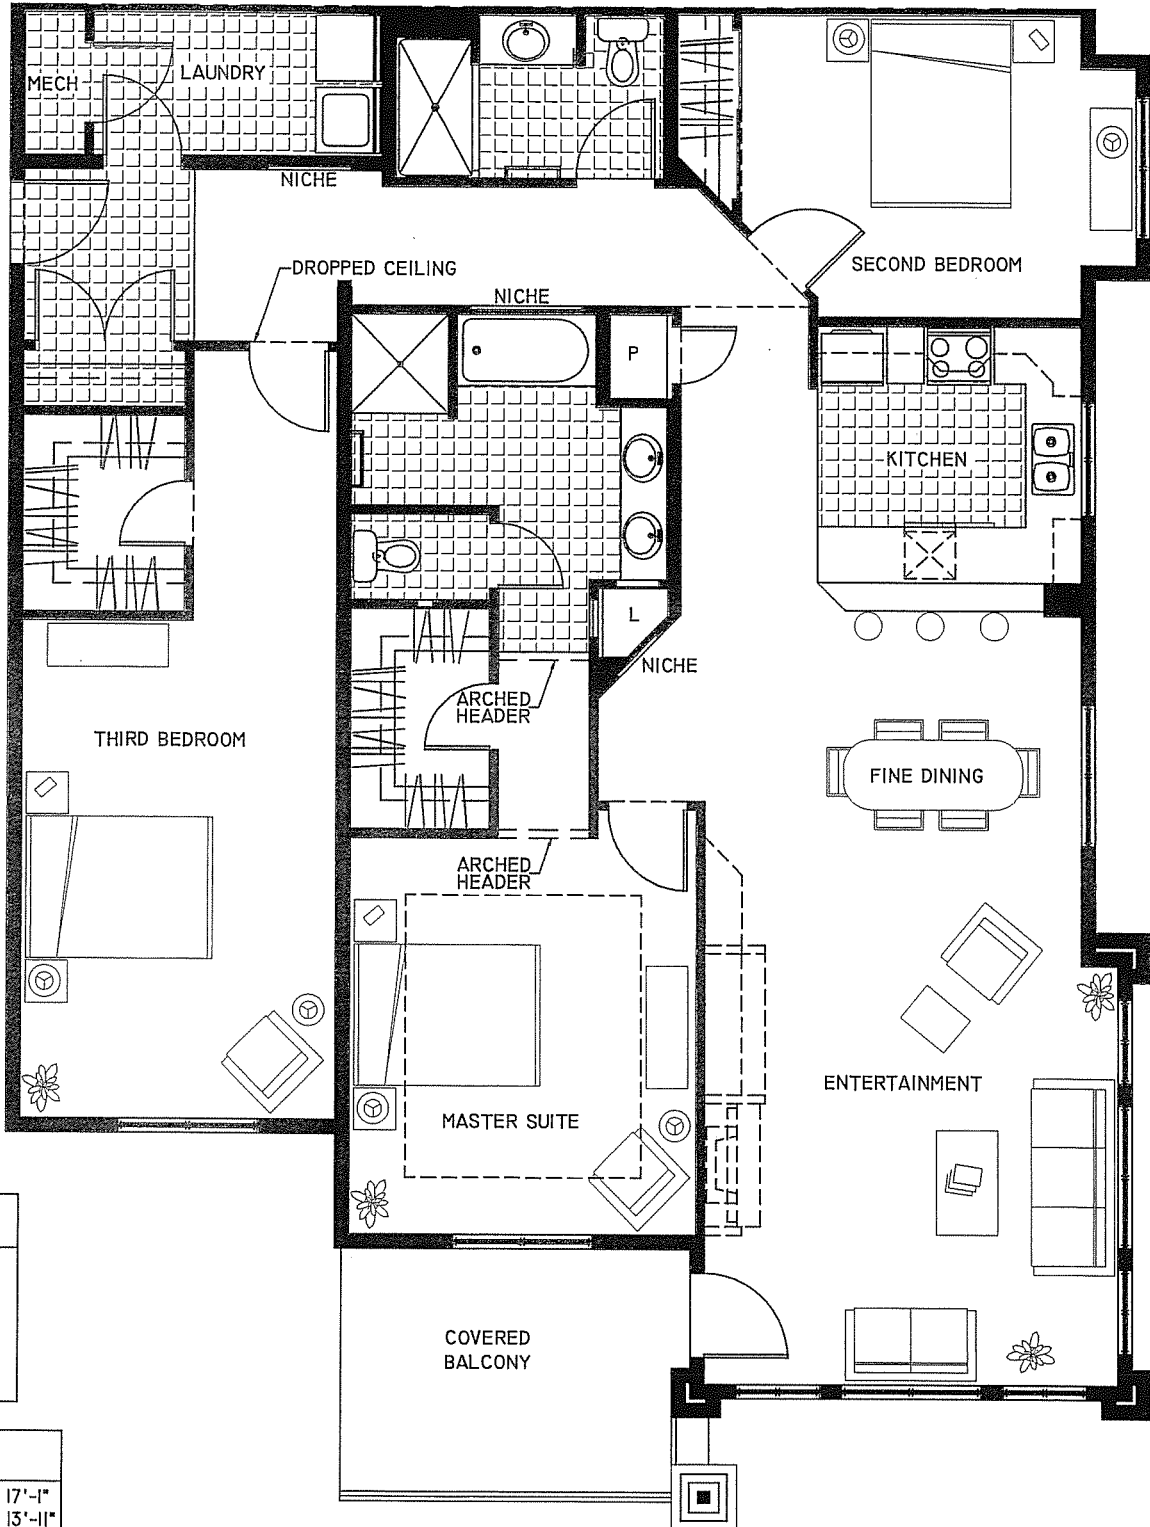 MECH
LAUNDRY
NICHE
DROPPED CEILING
SECOND BEDROOM
NICHE
P
KITCHEN
L
NICHE
ARCHED
HEADER
THIRD BEDROOM
FINE DINING
ARCHED
HEADER
ENTERTAINMENT
MASTER SUITE
COVERED
BALCONY
17'-1"
13'-11"